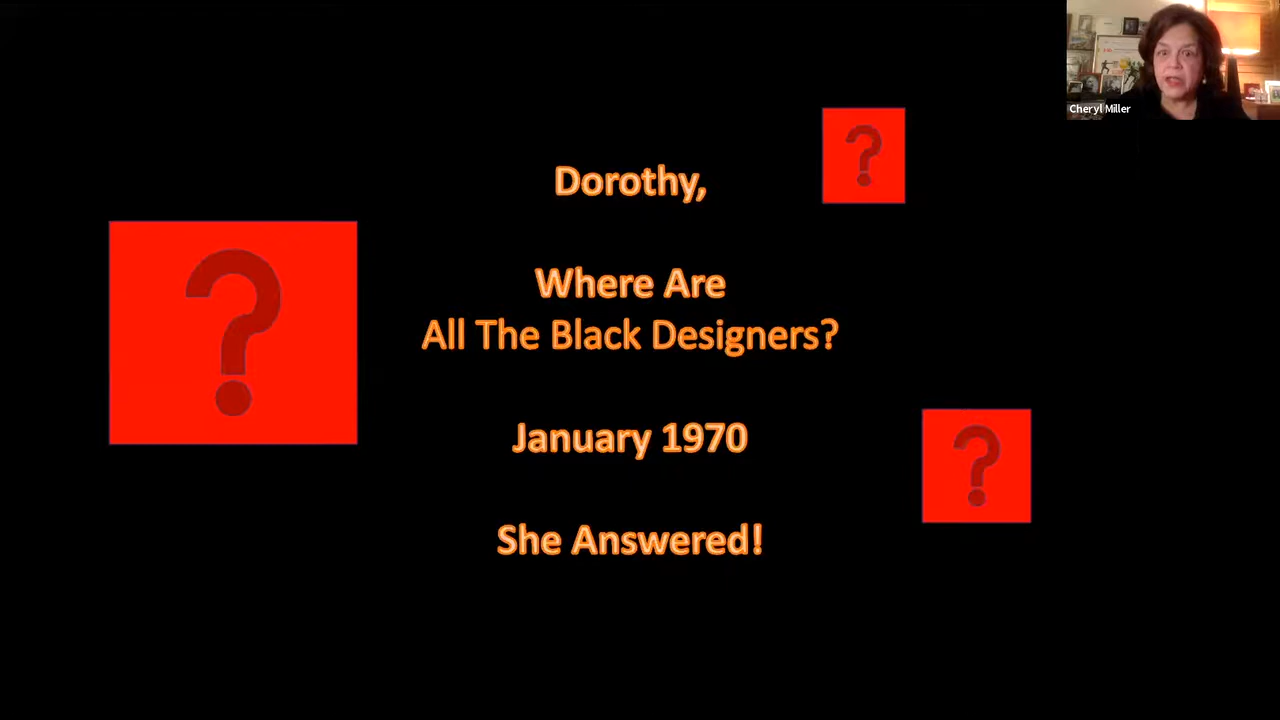 Cheryl Miller
Dorothy,
Where Are
All The Black Designers?
January 1970
She Answered!
?
?
?